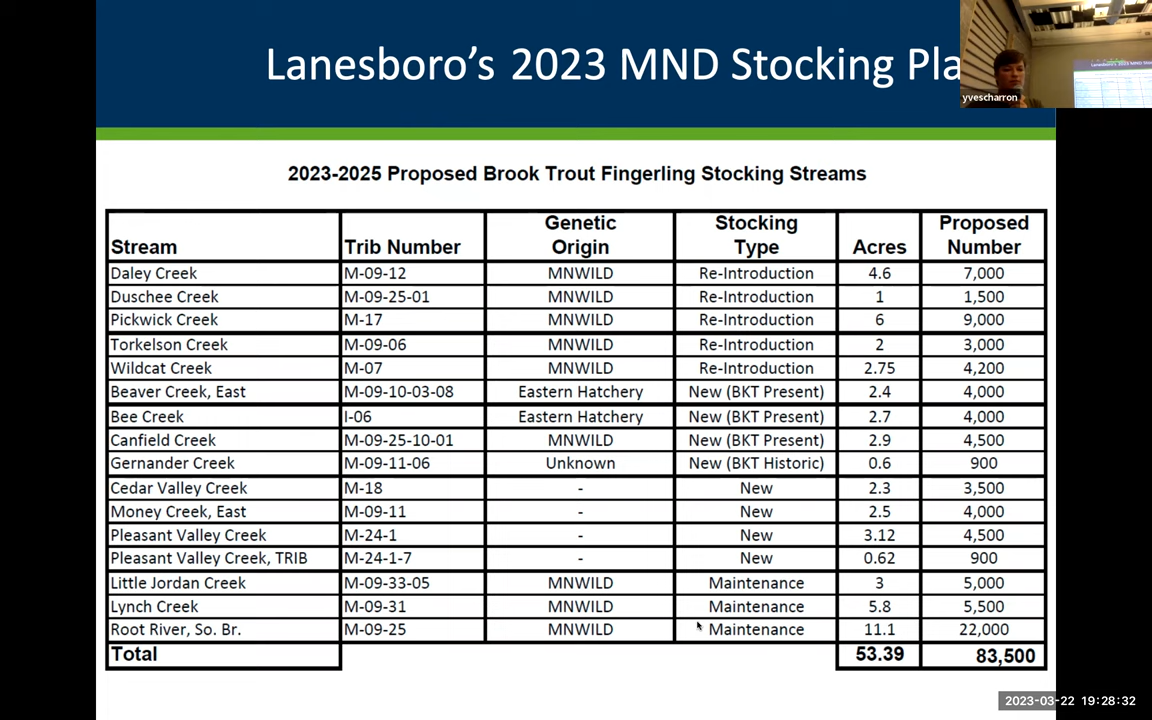 Lanesboro's 2023 MND Stocking Pla
yvescharron
2023-2025 Proposed Brook Trout Fingerling Stocking Streams
Stream Trib Number Genetic Origin Stocking Type Acres Proposed Number
Daley Creek M-09-12 MNWILD Re-Introduction 4.6 7,000
Duschee Creek M-09-25-01 MNWILD Re-Introduction 1 1,500
Pickwick Creek M-17 MNWILD Re-Introduction 6 9,000
Torkelson Creek M-09-06 MNWILD Re-Introduction 2 3,000
Wildcat Creek M-07 MNWILD Re-Introduction 2.75 4,200
Beaver Creek, East M-09-10-03-08 Eastern Hatchery New (BKT Present) 2.4 4,000
Bee Creek I-06 Eastern Hatchery New (BKT Present) 2.7 4,000
Canfield Creek M-09-25-10-01 MNWILD New (BKT Present) 2.9 4,500
Gernander Creek M-09-11-06 Unknown New (BKT Historic) 0.6 900
Cedar Valley Creek M-18 - New 2.3 3,500
Money Creek, East M-09-11 - New 2.5 4,000
Pleasant Valley Creek M-24-1 - New 3.12 4,500
Pleasant Valley Creek, TRIB M-24-1-7 - New 0.62 900
Little Jordan Creek M-09-33-05 MNWILD Maintenance 3 5,000
Lynch Creek M-09-31 MNWILD Maintenance 5.8 5,500
Root River, So. Br. M-09-25 MNWILD Maintenance 11.1 22,000
Total 53.39 83,500
2023-03-22 19:28:32